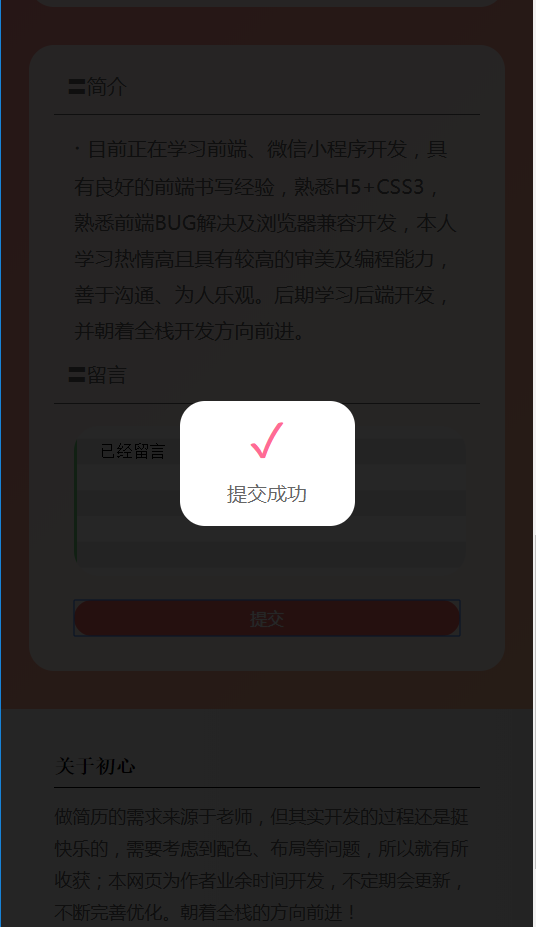 〓简介
· 目前正在学习前端、微信小程序开发，具
有良好的前端书写经验，熟悉H5+CSS3，
熟悉前端BUG解决及浏览器兼容开发，本人
学习热情高且具有较高的审美及编程能力，
善于沟通、为人乐观。后期学习后端开发，
并朝着全栈开发方向前进。
〓留言
✓
已经留言
提交成功
提交
关于初心
做简历的需求来源于老师，但其实开发的过程还是挺
快乐的，需要考虑到配色、布局等问题，所以就有所
收获；本网页为作者业余时间开发，不定期会更新，
不断完善优化。朝着全栈的方向前进！